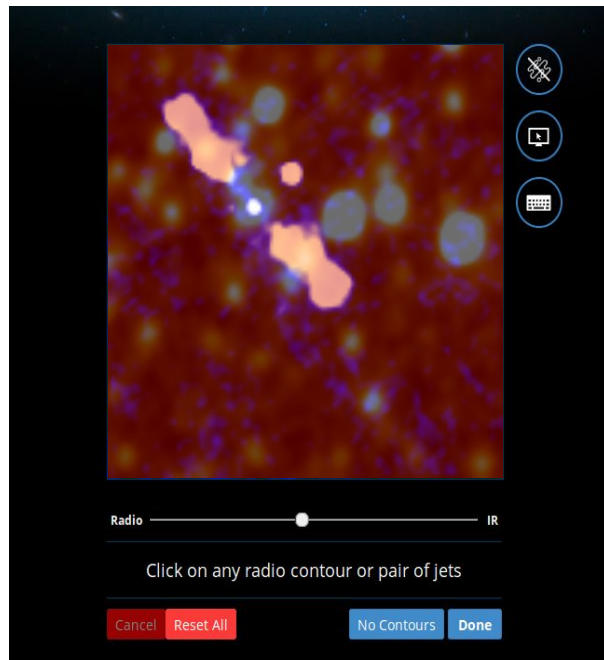 Radio IR
Click on any radio contour or pair of jets
Cancel Reset All No Contours Done